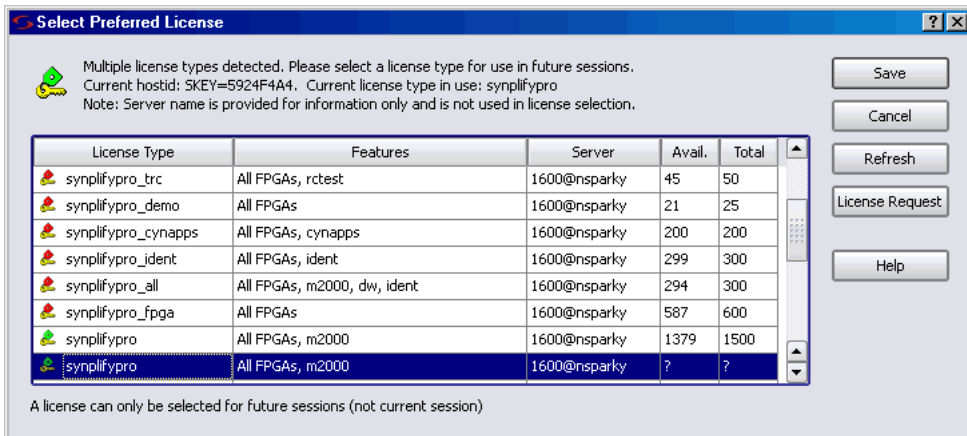 Select Preferred License
Multiple license types detected. Please select a license type for use in future sessions.
Current hostid: SKEY=5924F4A4. Current license type in use: synplifypro
Note: Server name is provided for information only and is not used in license selection.
Save
Cancel
Refresh
License Request
Help
License Type Features Server Avail. Total
synplifypro_trc All FPGAs, rctest 1600@nsparky 45 50
synplifypro_demo All FPGAs 1600@nsparky 21 25
synplifypro_cynapps All FPGAs, cynapps 1600@nsparky 200 200
synplifypro_ident All FPGAs, ident 1600@nsparky 299 300
synplifypro_all All FPGAs, m2000, dw, ident 1600@nsparky 294 300
synplifypro_fpga All FPGAs 1600@nsparky 587 600
synplifypro All FPGAs, m2000 1600@nsparky 1379 1500
synplifypro All FPGAs, m2000 1600@nsparky ? ?
A license can only be selected for future sessions (not current session)